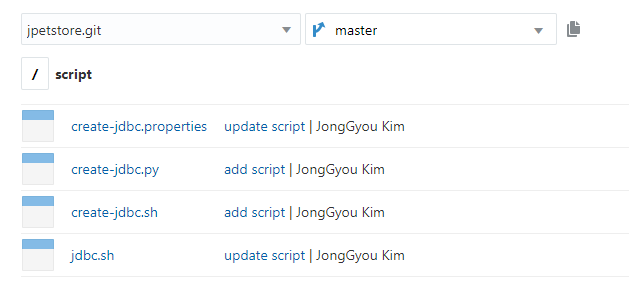 jpetstore.git master
/ script
create-jdbc.properties update script | JongGyou Kim
create-jdbc.py add script | JongGyou Kim
create-jdbc.sh add script | JongGyou Kim
jdbc.sh update script | JongGyou Kim